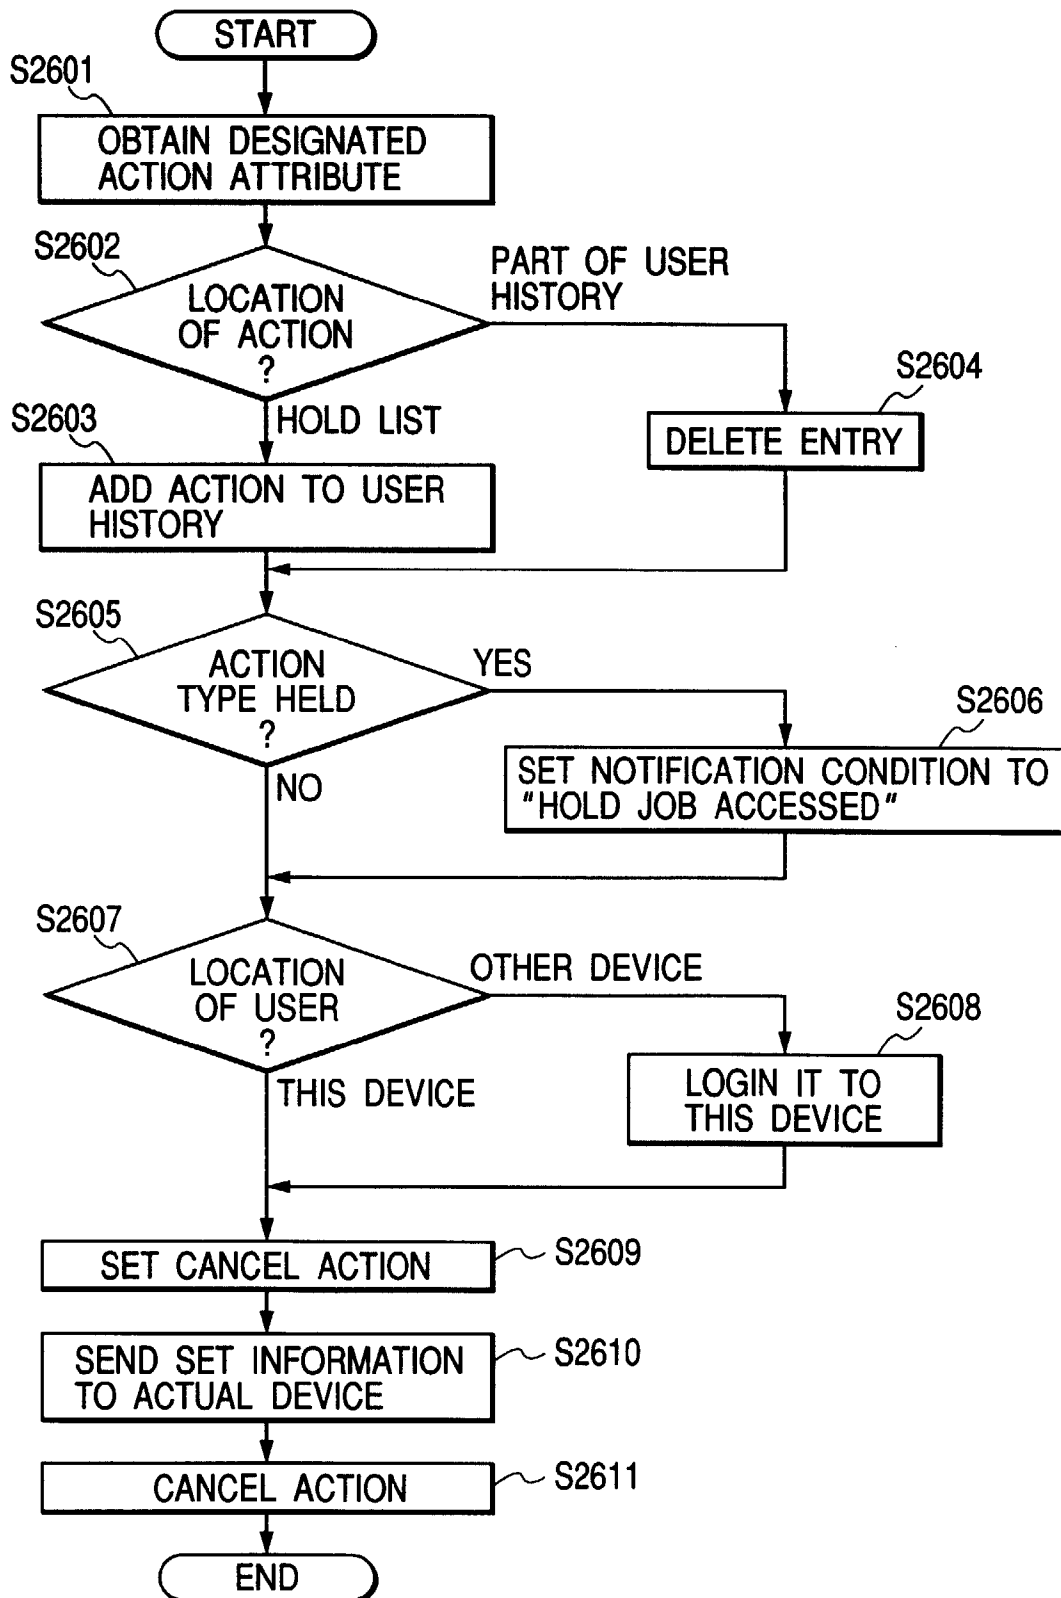 START
S2601
OBTAIN DESIGNATED
ACTION ATTRIBUTE
S2602
LOCATION
OF ACTION
?
PART OF USER
HISTORY
S2604
DELETE ENTRY
HOLD LIST
S2603
ADD ACTION TO USER
HISTORY
S2605
ACTION
TYPE HELD
?
YES
S2606
SET NOTIFICATION CONDITION TO
"HOLD JOB ACCESSED"
NO
S2607
LOCATION
OF USER
?
OTHER DEVICE
S2608
LOGIN IT TO
THIS DEVICE
THIS DEVICE
SET CANCEL ACTION
S2609
SEND SET INFORMATION
TO ACTUAL DEVICE
S2610
CANCEL ACTION
S2611
END